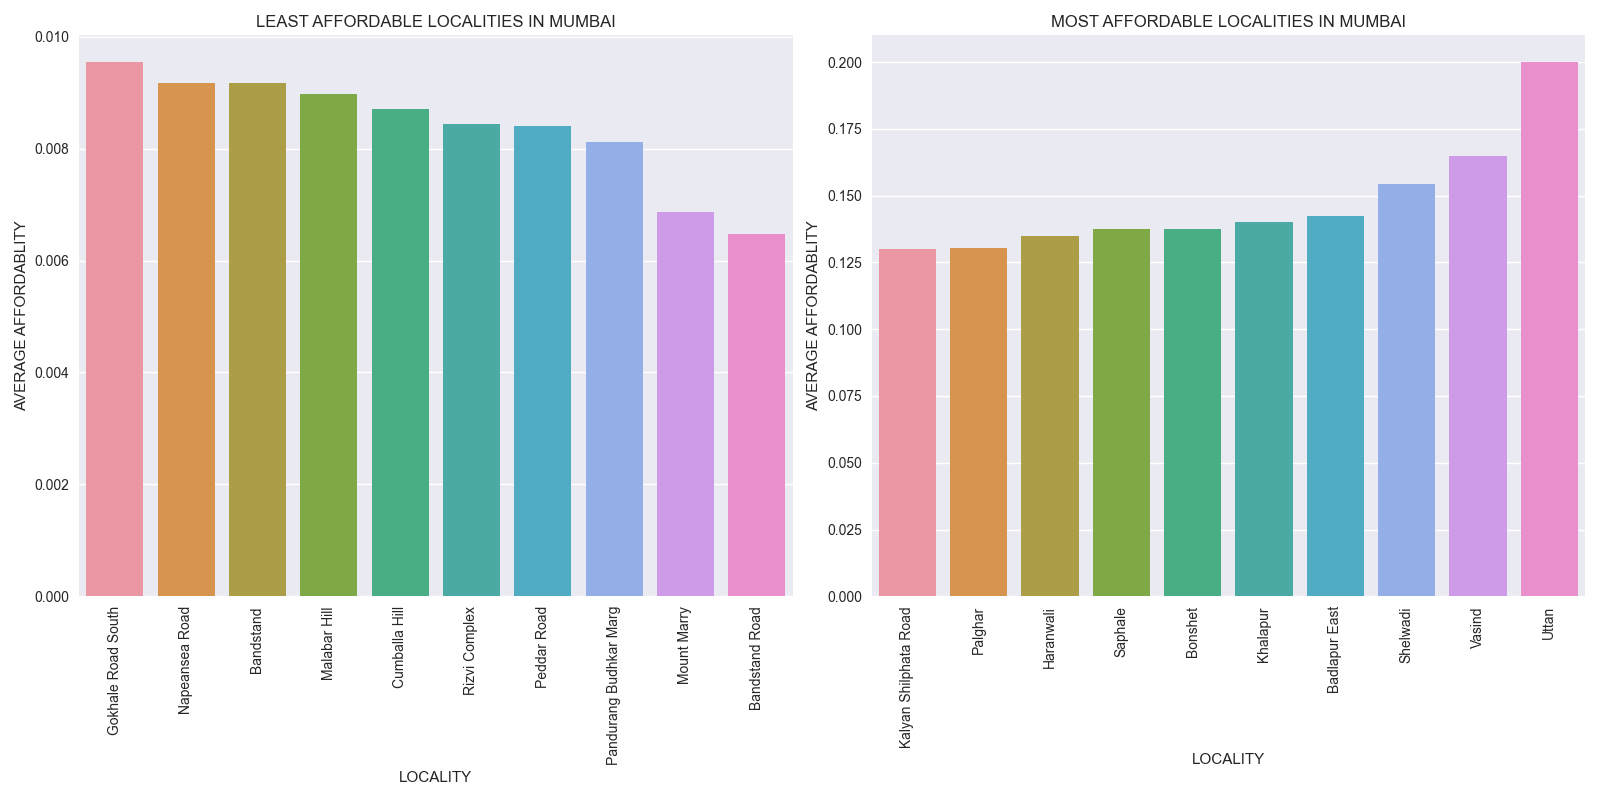 LEAST AFFORDABLE LOCALITIES IN MUMBAI
0.010
0.008
0.006
0.004
0.002
0.000
AVERAGE AFFORDABLITY
Gokhale Road South
Napeansea Road
Bandstand
Malabar Hill
Cumballa Hill
Rizvi Complex
Peddar Road
Pandurang Budhkar Marg
Mount Marry
Bandstand Road
LOCALITY
MOST AFFORDABLE LOCALITIES IN MUMBAI
0.200
0.175
0.150
0.125
0.100
0.075
0.050
0.025
0.000
AVERAGE AFFORDABLITY
Kalyan Shilphata Road
Palghar
Haranwali
Saphale
Bonshet
Khalapur
Badlapur East
Shelwadi
Vasind
Uttan
LOCALITY